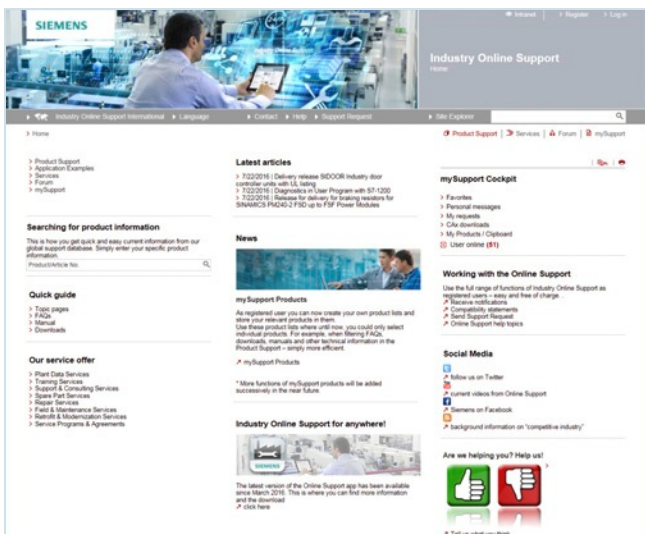 SIEMENS
Intranet
Register
Log in
Industry Online Support
Home
Industry Online Support International
Language
Contact
Help
Support Request
Site Explorer
> Home
Product Support
Services
Forum
mySupport
> Product Support
> Application Examples
> Services
> Forum
> mySupport
Searching for product information
This is how you get quick and easy current information from our
global support database. Simply enter your specific product
information.
Product/Article No.
Quick guide
> Topic pages
> FAQs
> Manual
> Downloads
Our service offer
> Plant Data Services
> Training Services
> Support & Consulting Services
> Spare Part Services
> Repair Services
> Field & Maintenance Services
> Retrofit & Modernization Services
> Service Programs & Agreements
Latest articles
> 7/22/2016 | Delivery release SIDOOR Industry door
controller units with UL listing
> 7/22/2016 | Diagnostics in User Program with S7-1200
> 7/22/2016 | Release for delivery for braking resistors for
SINAMICS PM240-2 FSD up to FSF Power Modules
News
mySupport Products
As registered user you can now create your own product lists and
store your relevant products in them.
Use these product lists where until now, you could only select
individual products. For example, when filtering FAQs,
downloads, manuals and other technical information in the
Product Support – simply more efficient.
mySupport Products
* More functions of mySupport products will be added
successively in the near future.
Industry Online Support for anywhere!
SIEMENS
The latest version of the Online Support app has been available
since March 2016. This is where you can find more information
and the download
click here
mySupport Cockpit
> Favorites
> Personal messages
> My requests
> CAx downloads
> My Products / Clipboard
User online (51)
Working with the Online Support
Use the full range of functions of Industry Online Support as
registered users – easy and free of charge...
Receive notifications
Compatibility statements
Send Support Request
Online Support help topics
Social Media
follow us on Twitter
current videos from Online Support
Siemens on Facebook
background information on "competitive industry"
Are we helping you? Help us!
Tell us what you think